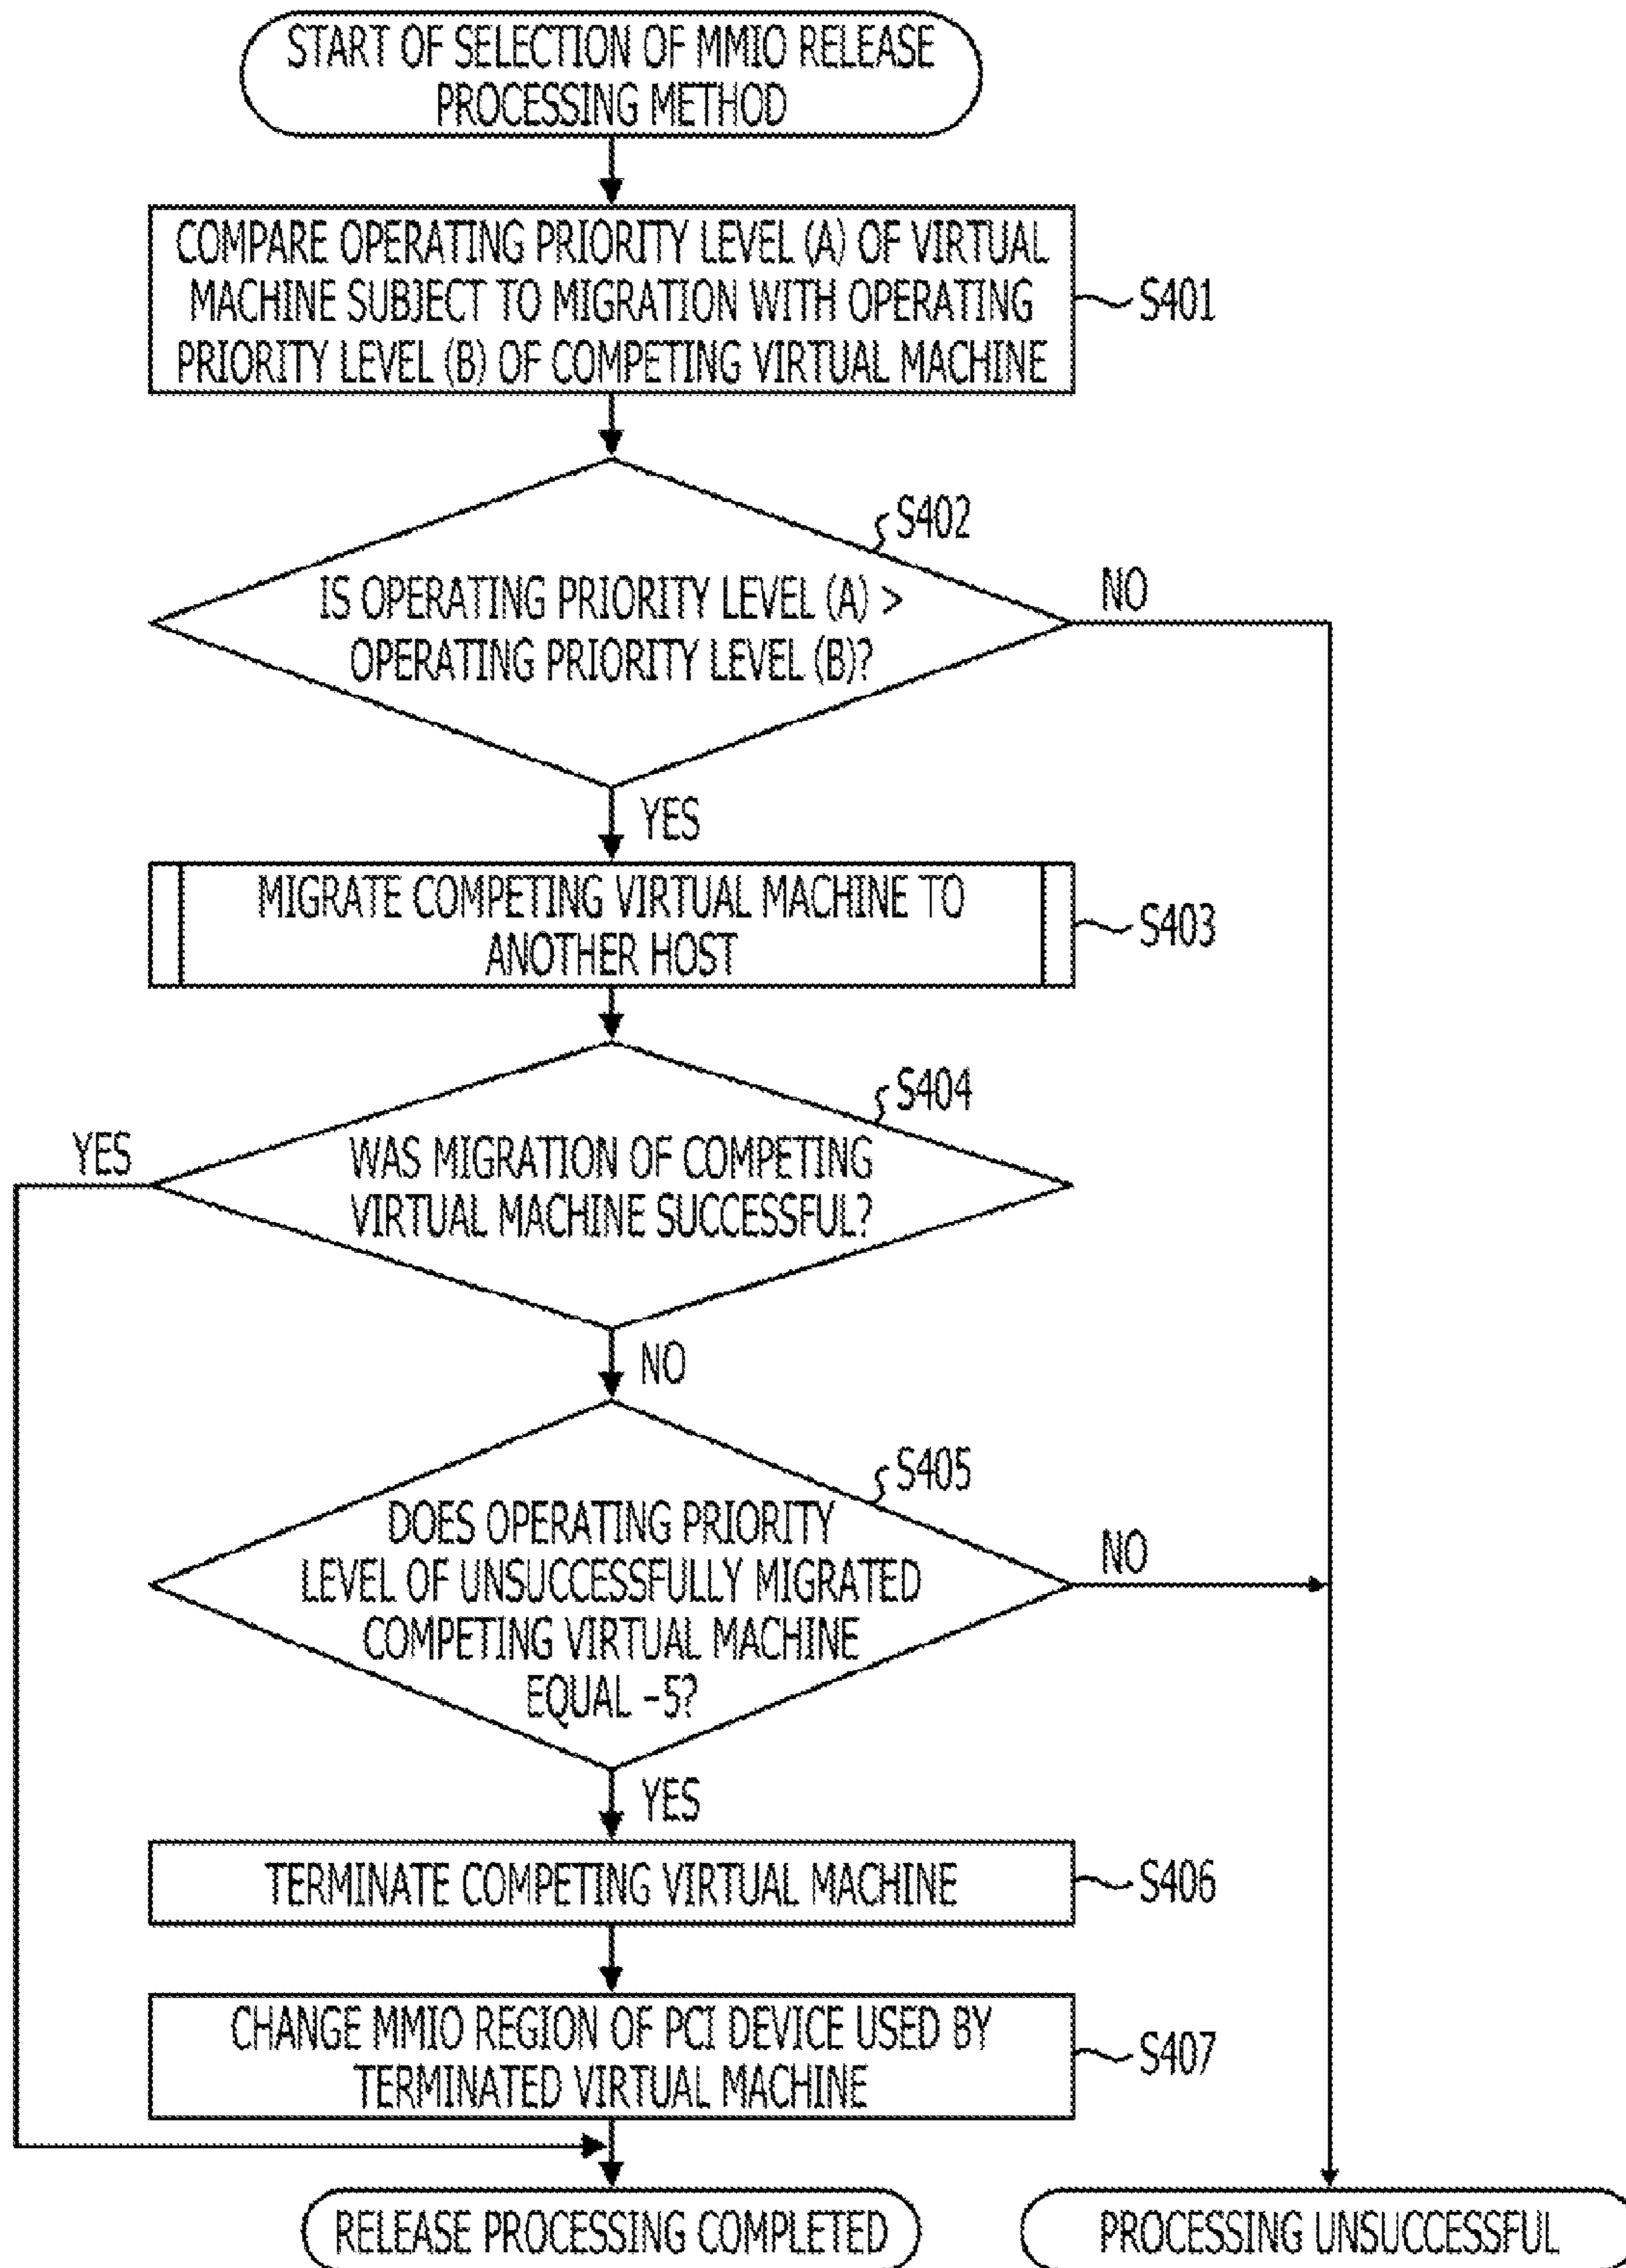 START OF SELECTION OF MMIO RELEASE
PROCESSING METHOD
COMPARE OPERATING PRIORITY LEVEL (A) OF VIRTUAL
MACHINE SUBJECT TO MIGRATION WITH OPERATING
PRIORITY LEVEL (B) OF COMPETING VIRTUAL MACHINE
S401
S402
IS OPERATING PRIORITY LEVEL (A) >
OPERATING PRIORITY LEVEL (B)?
NO
YES
MIGRATE COMPETING VIRTUAL MACHINE TO
ANOTHER HOST
S403
S404
YES
WAS MIGRATION OF COMPETING
VIRTUAL MACHINE SUCCESSFUL?
NO
S405
DOES OPERATING PRIORITY
LEVEL OF UNSUCCESSFULLY MIGRATED
COMPETING VIRTUAL MACHINE
EQUAL -5?
NO
YES
TERMINATE COMPETING VIRTUAL MACHINE
S406
CHANGE MMIO REGION OF PCI DEVICE USED BY
TERMINATED VIRTUAL MACHINE
S407
RELEASE PROCESSING COMPLETED
PROCESSING UNSUCCESSFUL